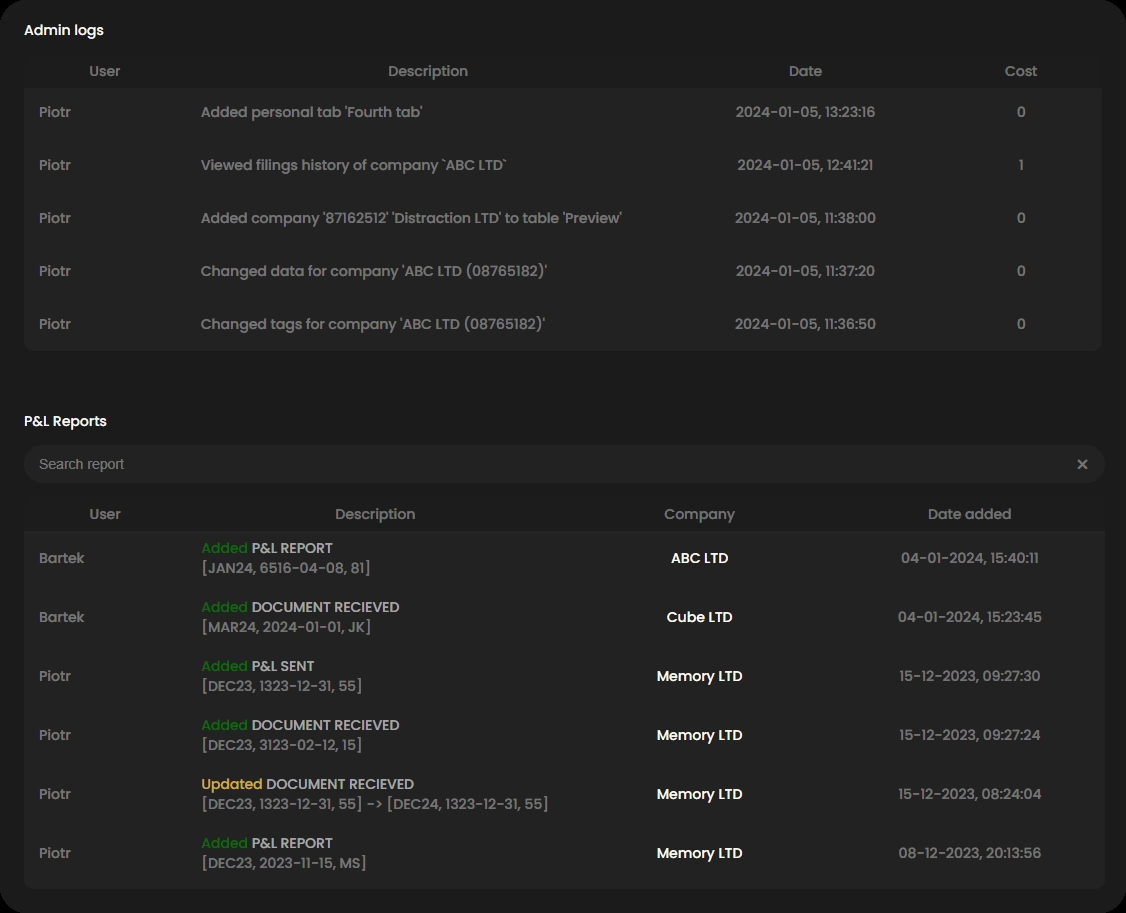 Admin logs
User Description Date Cost
Piotr Added personal tab 'Fourth tab' 2024-01-05, 13:23:16 0
Piotr Viewed filings history of company `ABC LTD` 2024-01-05, 12:41:21 1
Piotr Added company '87162512' 'Distraction LTD' to table 'Preview' 2024-01-05, 11:38:00 0
Piotr Changed data for company 'ABC LTD (08765182)' 2024-01-05, 11:37:20 0
Piotr Changed tags for company 'ABC LTD (08765182)' 2024-01-05, 11:36:50 0
P&L Reports
Search report ×
User Description Company Date added
Bartek Added P&L REPORT ABC LTD 04-01-2024, 15:40:11
[JAN24, 6516-04-08, 81]
Bartek Added DOCUMENT RECIEVED Cube LTD 04-01-2024, 15:23:45
[MAR24, 2024-01-01, JK]
Piotr Added P&L SENT Memory LTD 15-12-2023, 09:27:30
[DEC23, 1323-12-31, 55]
Piotr Added DOCUMENT RECIEVED Memory LTD 15-12-2023, 09:27:24
[DEC23, 3123-02-12, 15]
Piotr Updated DOCUMENT RECIEVED Memory LTD 15-12-2023, 08:24:04
[DEC23, 1323-12-31, 55] -> [DEC24, 1323-12-31, 55]
Piotr Added P&L REPORT Memory LTD 08-12-2023, 20:13:56
[DEC23, 2023-11-15, MS]